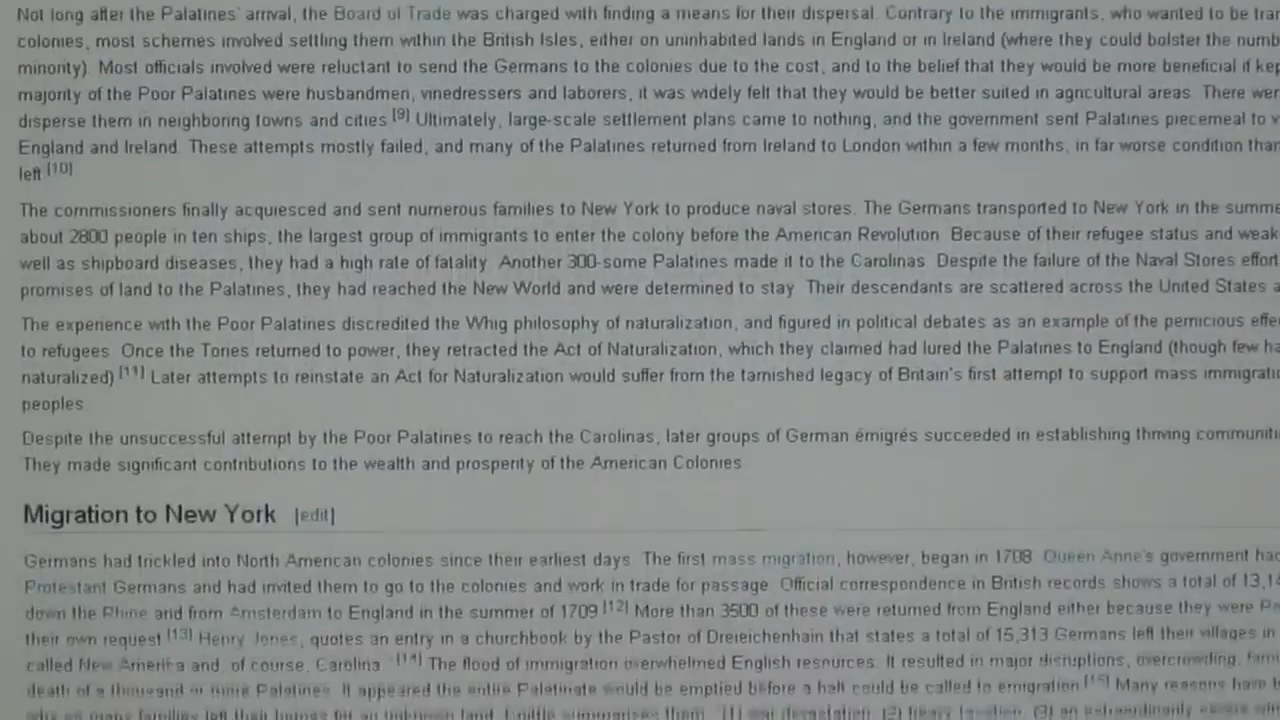 Not long after the Palatines' arrival, the Board of Trade was charged with finding a means for their dispersal. Contrary to the immigrants, who wanted to be
colonies, most schemes involved settling them within the British Isles, either on uninhabited lands in England or in Ireland (where they could bolster the
minority). Most officials involved were reluctant to send the Germans to the colonies due to the cost, and to the belief that they would be more beneficial if
majority of the Poor Palatines were husbandmen, vinedressers and laborers, it was widely felt that they would be better suited in agricultural areas. There
disperse them in neighboring towns and cities.[9] Ultimately, large-scale settlement plans came to nothing, and the government sent Palatines piecemeal to
England and Ireland. These attempts mostly failed, and many of the Palatines returned from Ireland to London within a few months, in far worse condition than
left.[10]
The commissioners finally acquiesced and sent numerous families to New York to produce naval stores. The Germans transported to New York in the
about 2800 people in ten ships, the largest group of immigrants to enter the colony before the American Revolution. Because of their refugee status and
well as shipboard diseases, they had a high rate of fatality. Another 300-some Palatines made it to the Carolinas. Despite the failure of the Naval Stores effort
promises of land to the Palatines, they had reached the New World and were determined to stay. Their descendants are scattered across the United States
The experience with the Poor Palatines discredited the Whig philosophy of naturalization, and figured in political debates as an example of the pernicious
to refugees. Once the Tories returned to power, they retracted the Act of Naturalization, which they claimed had lured the Palatines to England (though few
naturalized).[11] Later attempts to reinstate an Act for Naturalization would suffer from the tarnished legacy of Britain's first attempt to support mass
peoples.
Despite the unsuccessful attempt by the Poor Palatines to reach the Carolinas, later groups of German émigrés succeeded in establishing thriving
They made significant contributions to the wealth and prosperity of the American Colonies.
Migration to New York [edit]
Germans had trickled into North American colonies since their earliest days. The first mass migration, however, began in 1708. Queen Anne's government
Protestant Germans and had invited them to go to the colonies and work in trade for passage. Official correspondence in British records shows a total of
down the Rhine and from Amsterdam to England in the summer of 1709.[12] More than 3500 of these were returned from England either because they were
their own request.[13] Henry Jones, quotes an entry in a churchbook by the Pastor of Dreieichenhain that states a total of 15,313 Germans left their villages in
called New America and, of course, Carolina."[14] The flood of immigration overwhelmed English resources. It resulted in major disruptions, overcrowding,
death of a thousand or more Palatines. It appeared the entire Palatinate would be emptied before a halt could be called to emigration.[15] Many reasons have
why so many families left their homes for an unknown land. Knittle summarizes them: (1) war devastation, (2) heavy taxation, (3) an extraordinarily severe